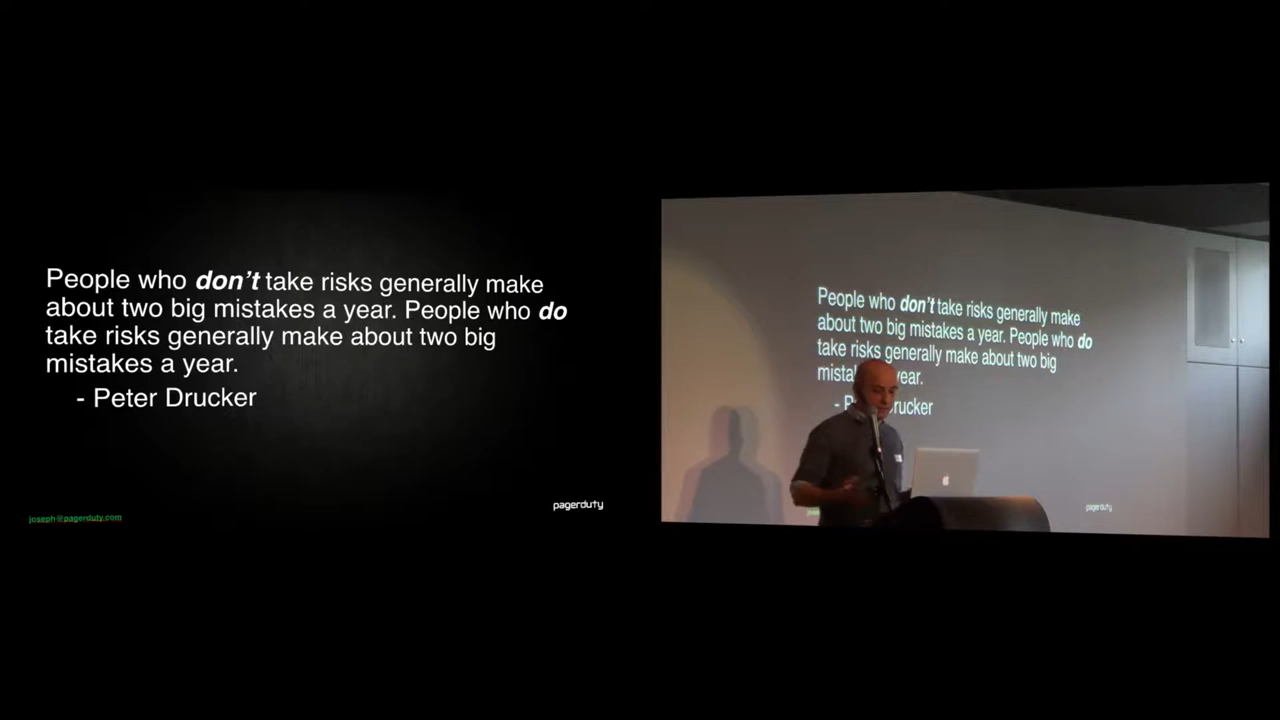 People who don't take risks generally make
about two big mistakes a year. People who do
take risks generally make about two big
mistakes a year.
- Peter Drucker
joseph@pagerduty.com
pagerduty
People who don't take risks generally make
about two big mistakes a year. People who do
take risks generally make about two big
year.
pagerduty